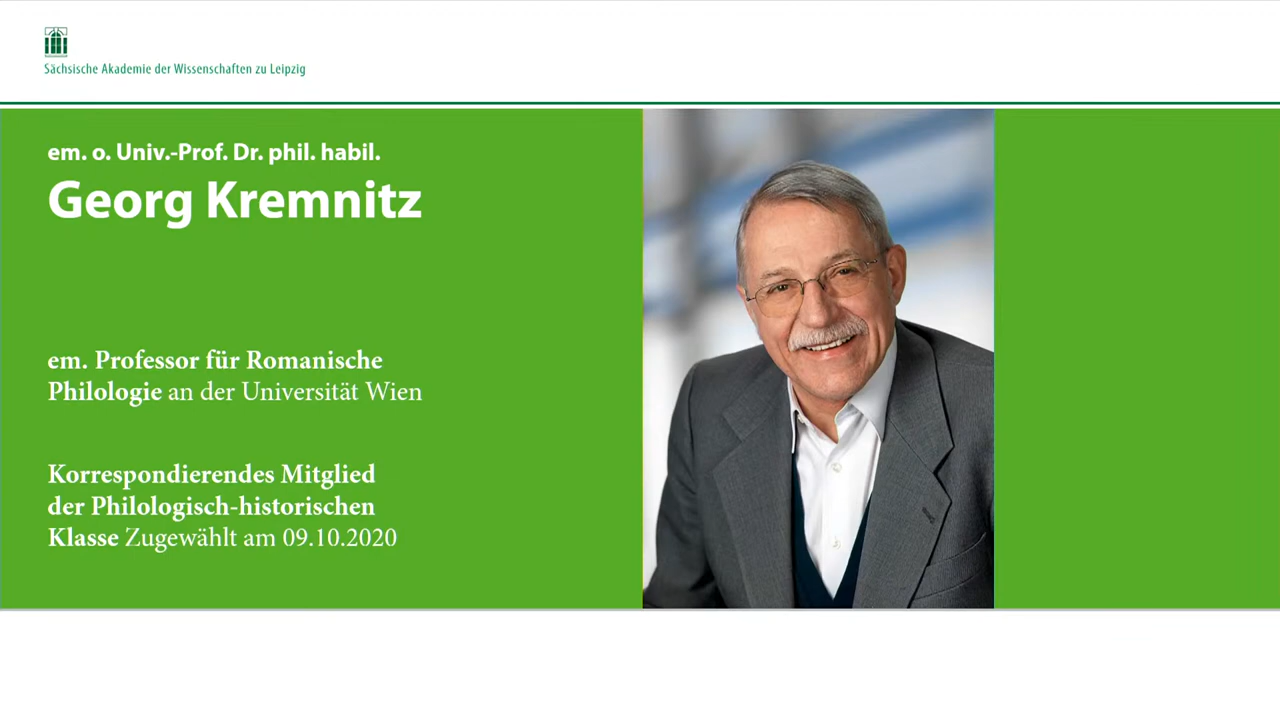 Sächsische Akademie der Wissenschaften zu Leipzig
em. o. Univ.-Prof. Dr. phil. habil.
Georg Kremnitz
em. Professor für Romanische
Philologie an der Universität Wien
Korrespondierendes Mitglied
der Philologisch-historischen
Klasse Zugewählt am 09.10.2020